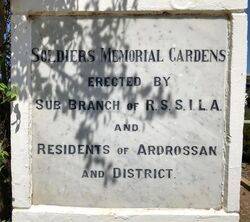 SOLDIERS MEMORIAL GARDENS
ERECTED BY
SUB BRANCH OF R.S.S.I.L.A.
AND
RESIDENTS OF ARDROSSAN
AND DISTRICT.